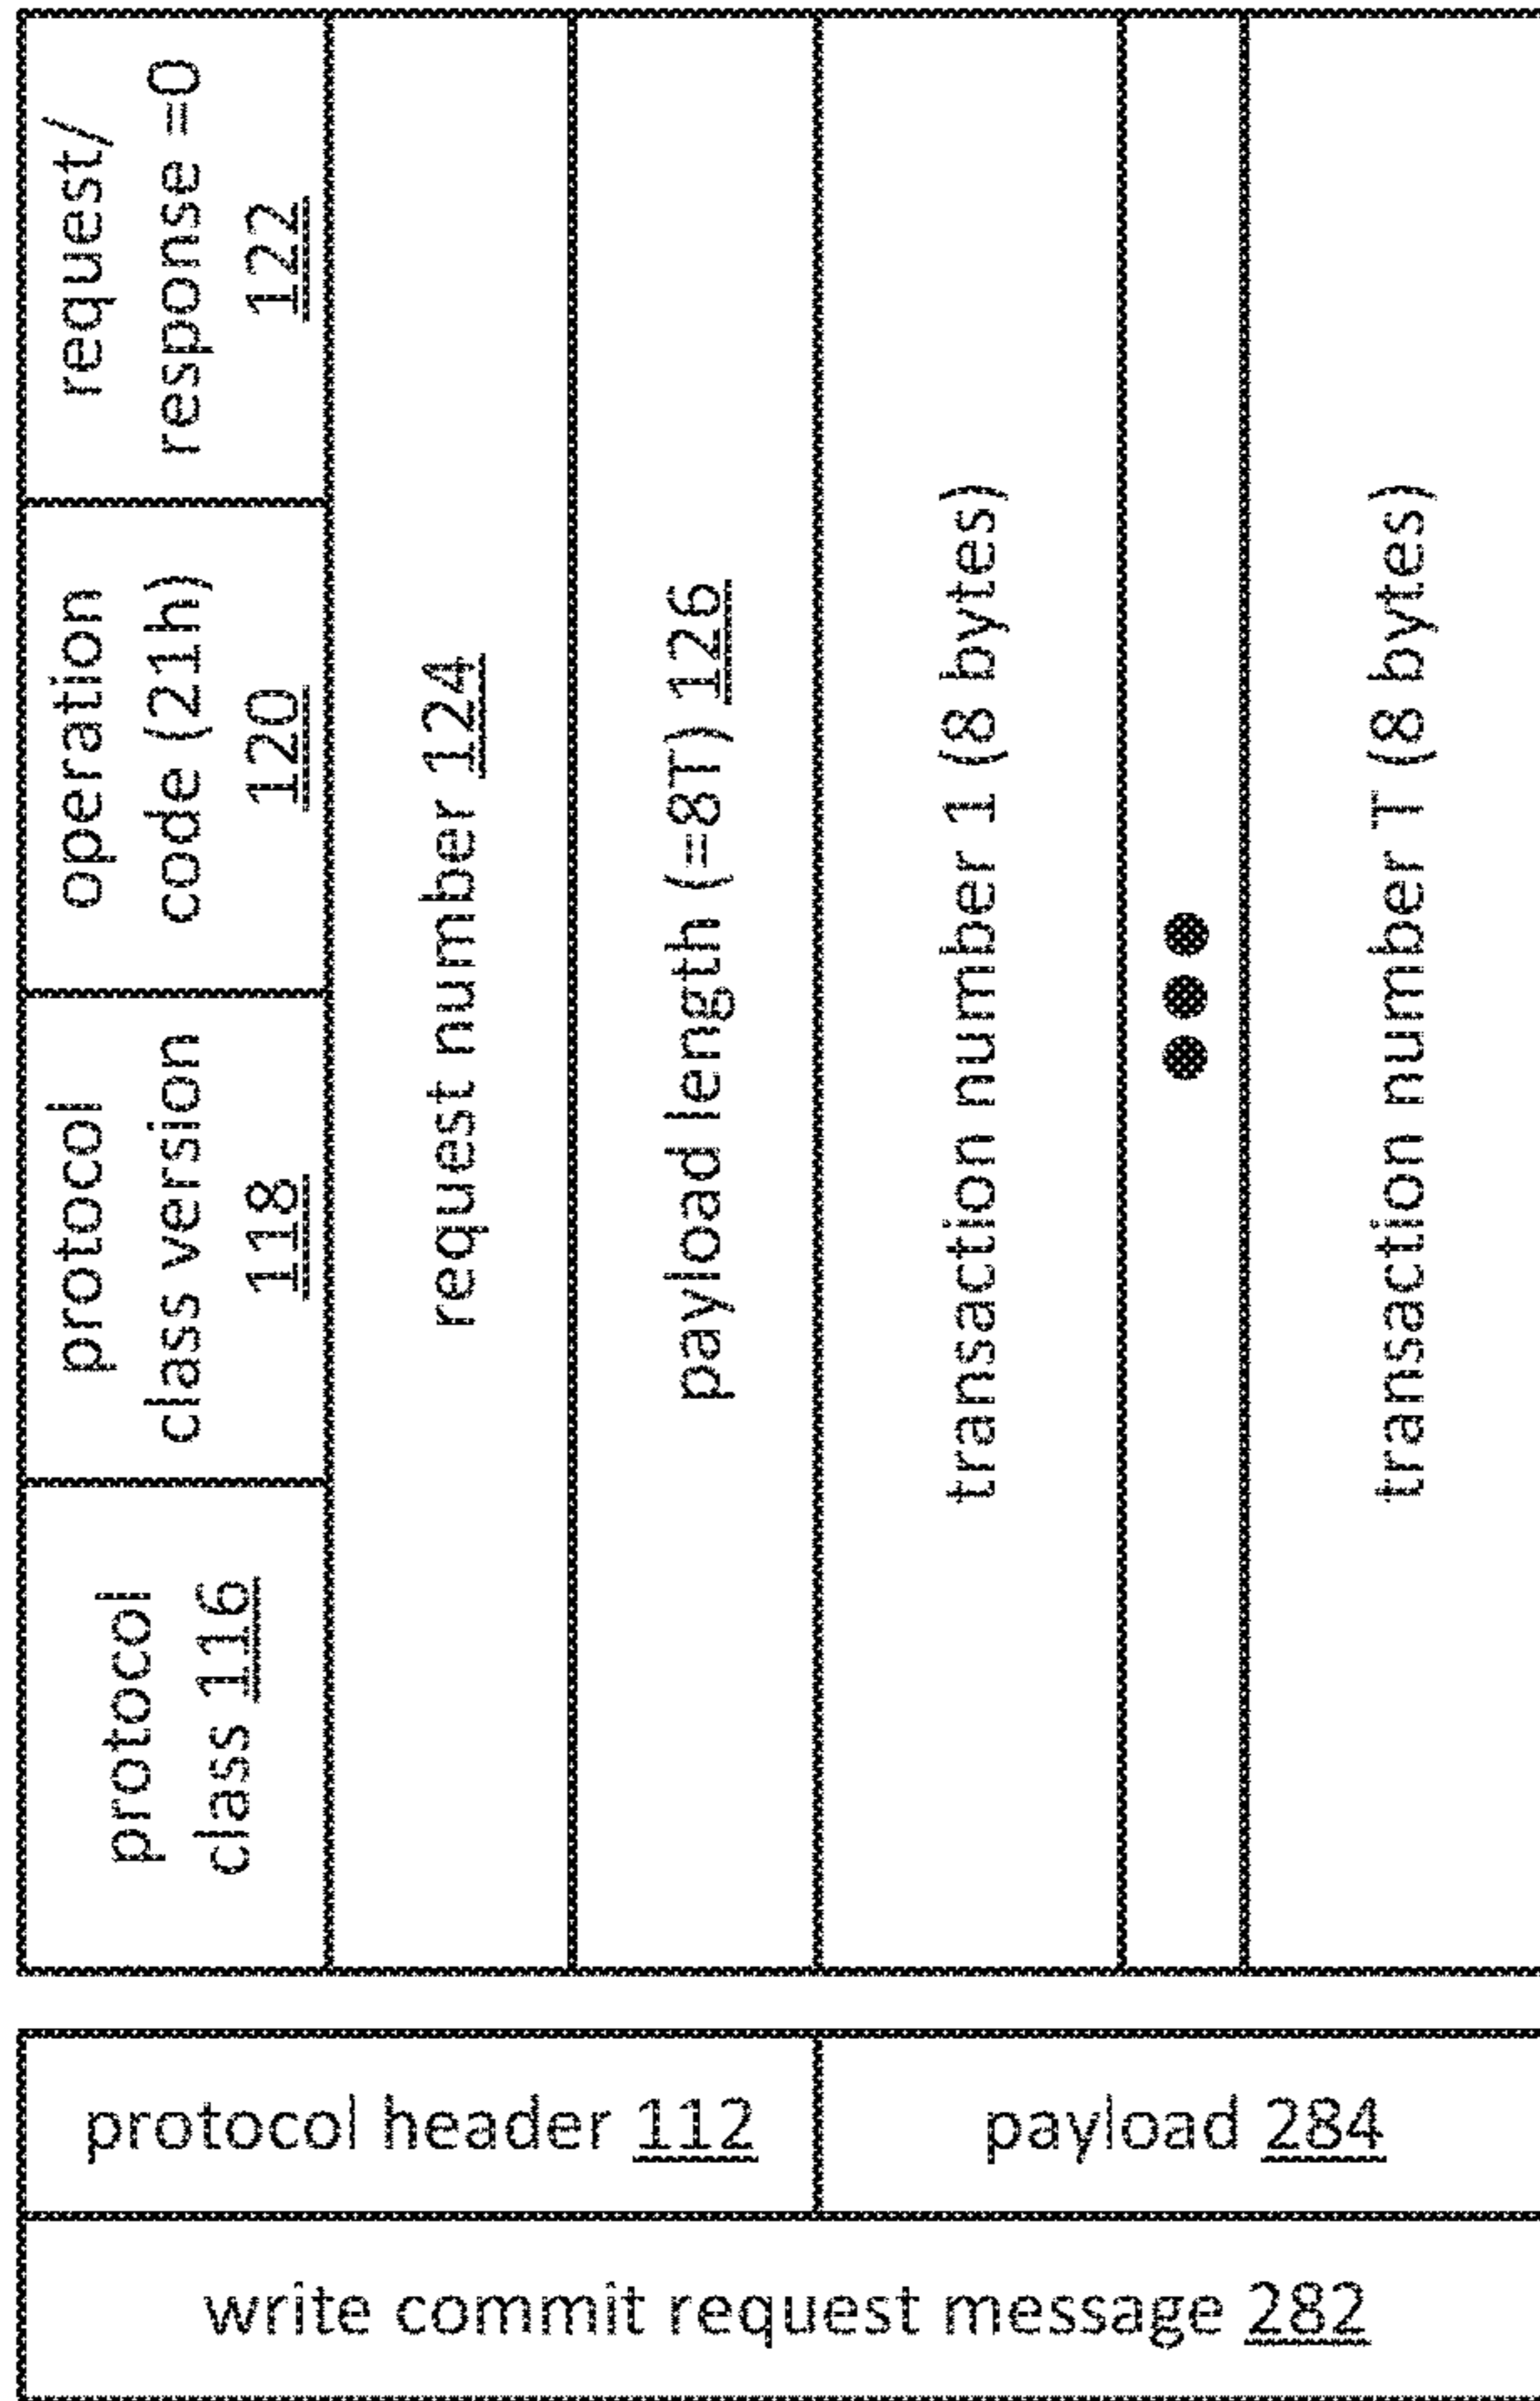 write commit request message 282
protocol header 112
payload 284
protocol
class 116
protocol
class version
118
operation
code (21h)
120
request/
response =0
122
request number 124
payload length (=8T) 126
transaction number 1 (8 bytes)
transaction number T (8 bytes)